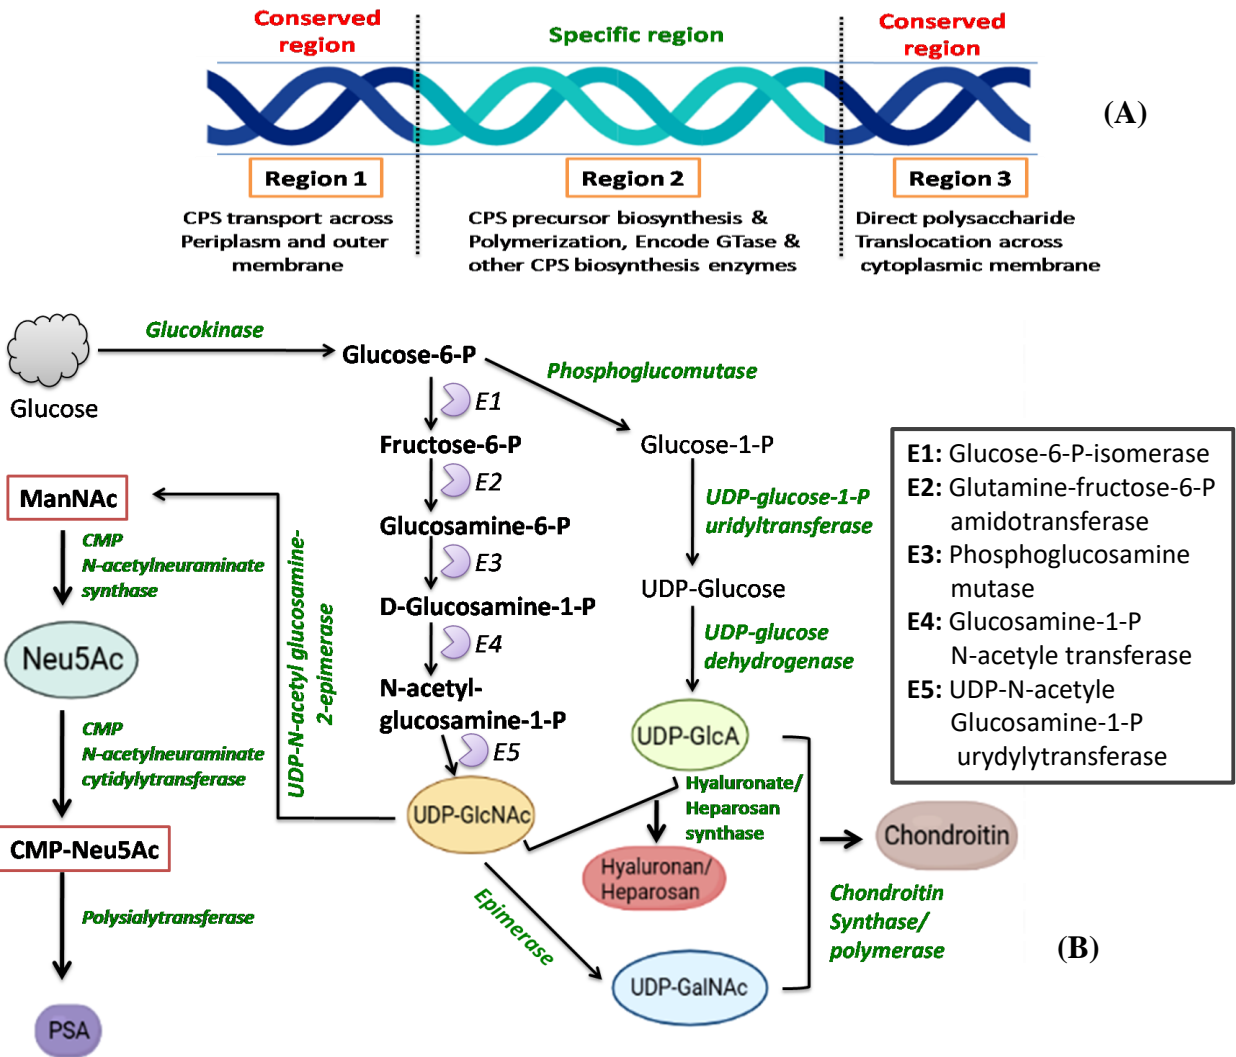 Conserved
region
Specific region
Conserved
region
(A)
Region 1
Region 2
Region 3
CPS transport across
Periplasm and outer
membrane
CPS precursor biosynthesis &
Polymerization, Encode GTase &
other CPS biosynthesis enzymes
Direct polysaccharide
Translocation across
cytoplasmic membrane
Glucose
Glucokinase
Glucose-6-P
Phosphoglucomutase
E1
Fructose-6-P
E2
Glucosamine-6-P
E3
D-Glucosamine-1-P
E4
N-acetyl-
glucosamine-1-P
E5
UDP-GlcNAc
Glucose-1-P
UDP-glucose-1-P
uridyltransferase
UDP-Glucose
UDP-glucose
dehydrogenase
UDP-GlcA
Hyaluronate/
Heparosan
synthase
Hyaluronan/
Heparosan
Epimerase
UDP-GalNAc
Chondroitin
Chondroitin
Synthase/
polymerase
UDP-N-acetyl glucosamine-
2-epimerase
ManNAc
CMP
N-acetylneuraminate
synthase
Neu5Ac
CMP
N-acetylneuraminate
cytidylytransferase
CMP-Neu5Ac
Polysialytransferase
PSA
E1: Glucose-6-P-isomerase
E2: Glutamine-fructose-6-P
amidotransferase
E3: Phosphoglucosamine
mutase
E4: Glucosamine-1-P
N-acetyle transferase
E5: UDP-N-acetyle
Glucosamine-1-P
urydylytransferase
(B)